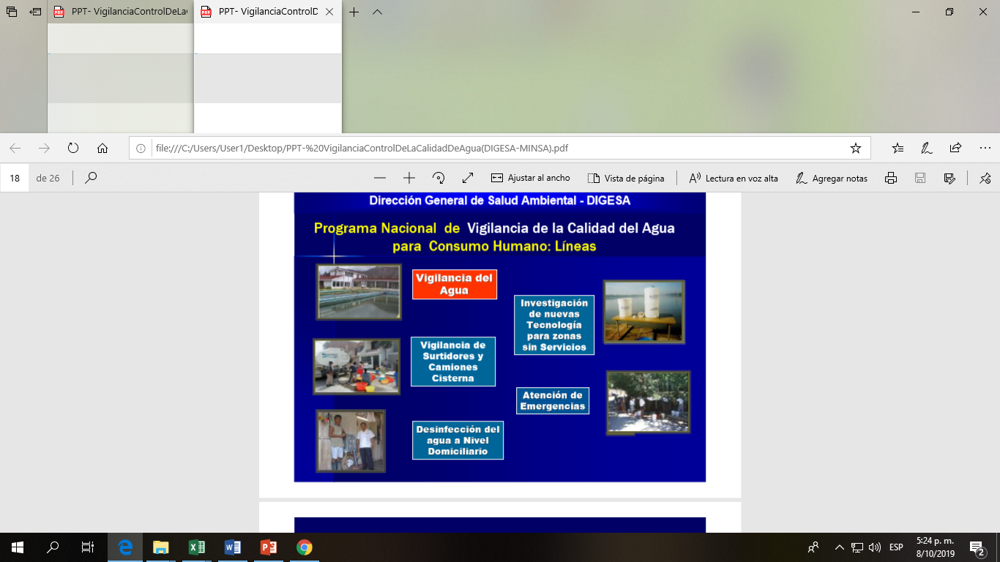 PPT- VigilanciaControlDeLaC
PPT- VigilanciaControlD
file:///C:/Users/User1/Desktop/PPT-%20VigilanciaControlDeLaCalidadDeAgua(DIGESA-MINSA).pdf
18 de 26
Ajustar al ancho
Vista de página
Lectura en voz alta
Agregar notas
Dirección General de Salud Ambiental - DIGESA
Programa Nacional de Vigilancia de la Calidad del Agua
para Consumo Humano: Líneas
Vigilancia del
Agua
Vigilancia de
Surtidores y
Camiones
Cisterna
Desinfección del
agua a Nivel
Domiciliario
Investigación
de nuevas
Tecnología
para zonas
sin Servicios
Atención de
Emergencias
ESP
5:24 p. m.
8/10/2019
2